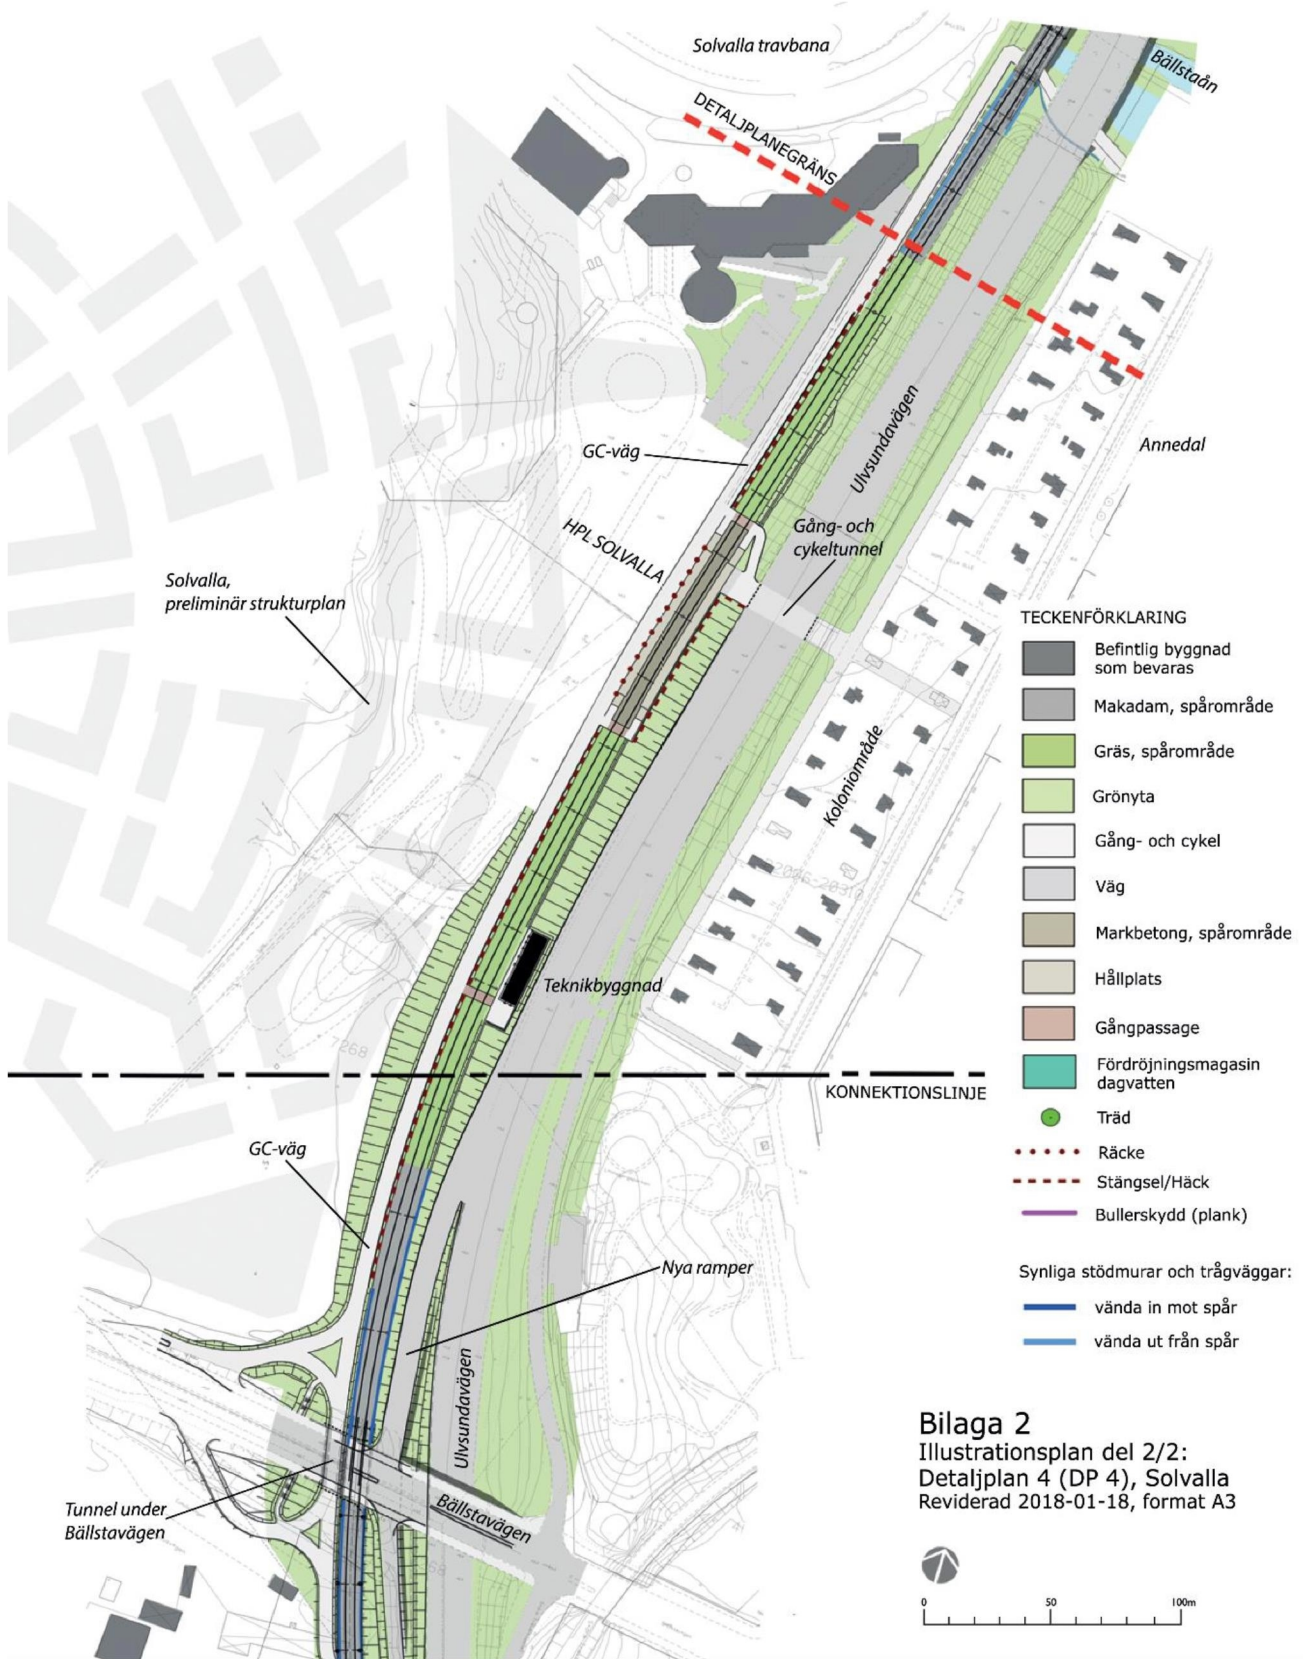 Solvalla travbana
Bällstaån
DETALJPLANEGRÄNS
Annedal
Ulvsundavägen
GC-väg
Gång- och
cykeltunnel
HPL SOLVALLA
Solvalla,
preliminär strukturplan
Koloniområde
Teknikbyggnad
7268
KONNEKTIONSLINJE
GC-väg
Nya ramper
Ulvsundavägen
Bällstavägen
Tunnel under
Bällstavägen
TECKENFÖRKLARING
Befintlig byggnad
som bevaras
Makadam, spårområde
Gräs, spårområde
Grönyta
Gång- och cykel
Väg
Markbetong, spårområde
Hållplats
Gångpassage
Fördröjningsmagasin
dagvatten
Träd
Räcke
Stängsel/Häck
Bullerskydd (plank)
Synliga stödmurar och trågväggar:
vända in mot spår
vända ut från spår
Bilaga 2
Illustrationsplan del 2/2:
Detaljplan 4 (DP 4), Solvalla
Reviderad 2018-01-18, format A3
0 50 100m